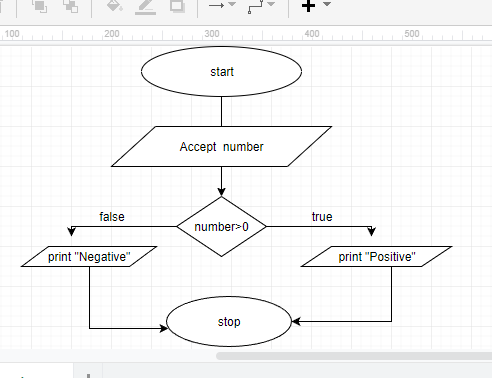 100 200 300 400 500
start
Accept number
number>0
false
true
print "Negative"
print "Positive"
stop